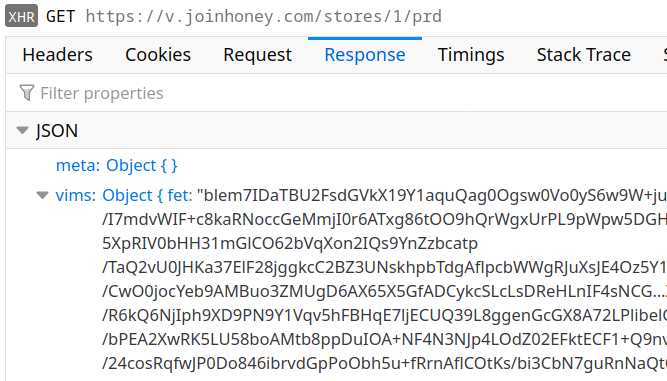 XHR GET https://v.joinhoney.com/stores/1/prd
Headers Cookies Request Response Timings Stack Trace
Filter properties
JSON
meta: Object { }
vims: Object { fet: "blem7IDaTBU2FsdGVkX19Y1aquQag0Ogsw0Vo0yS6w9W+ju
/I7mdvWIF+c8kaRNoccGeMmjI0r6ATxg86tOO9hQrWgxUrPL9pWpw5DGH
5XpRIV0bHH31mGlCO62bVqXon2IQs9YnZzbcatp
/TaQ2vU0JHKa37ElF28jggkcC2BZ3UNskhpbTdgAflpcbWWgRJuXsJE4Oz5Y1
/CwO0jocYeb9AMBuo3ZMUgD6AX65X5GfADCykcSLcLsDReHLnIF4sNCG...Z
/R6kQ6NjIph9XD9PN9Y1Vqv5hFBHqE7ljECUQ39L8ggenGcGX8A72LPlibelC
/bPEA2XwRK5LU58boAMtb8ppDuIOA+NF4N3NJp4LOdZ02EFktECF1+Q9nv
/24cosRqfwJP0Do846ibrvdGpPoObh5u+fRrnAflCOtKs/bi3CbN7guRnNaQt